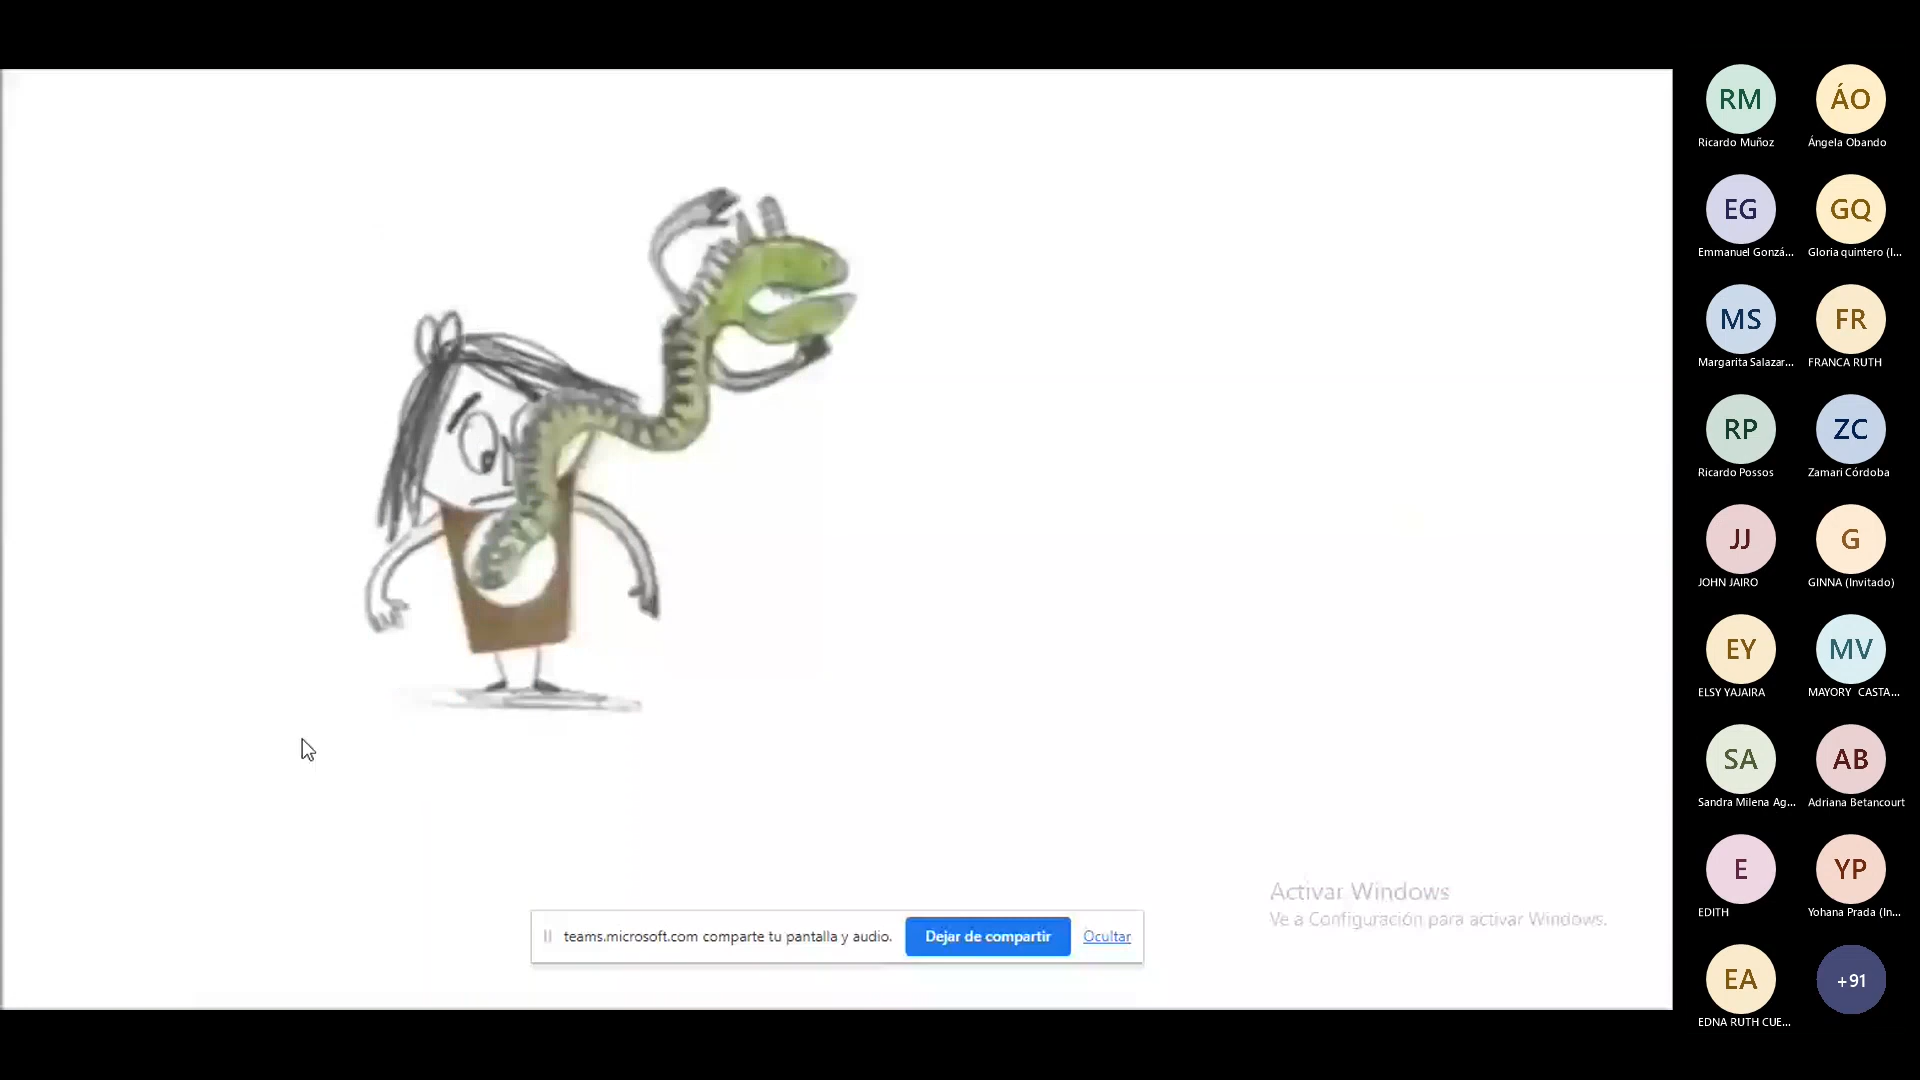 RM
ÁO
Ricardo Muñoz
Ángela Obando
EG
GQ
Emmanuel Gonzá...
Gloria quintero (I...
MS
FR
Margarita Salazar...
FRANCA RUTH
RP
ZC
Ricardo Possos
Zamari Córdoba
JJ
G
JOHN JAIRO
GINNA (Invitado)
EY
MV
ELSY YAJAIRA
MAYORY CASTA...
SA
AB
Sandra Milena Ag...
Adriana Betancourt
E
YP
EDITH
Yohana Prada (In...
EA
+91
EDNA RUTH CUE...
Activar Windows
Ve a Configuración para activar Windows.
teams.microsoft.com comparte tu pantalla y audio.
Dejar de compartir
Ocultar